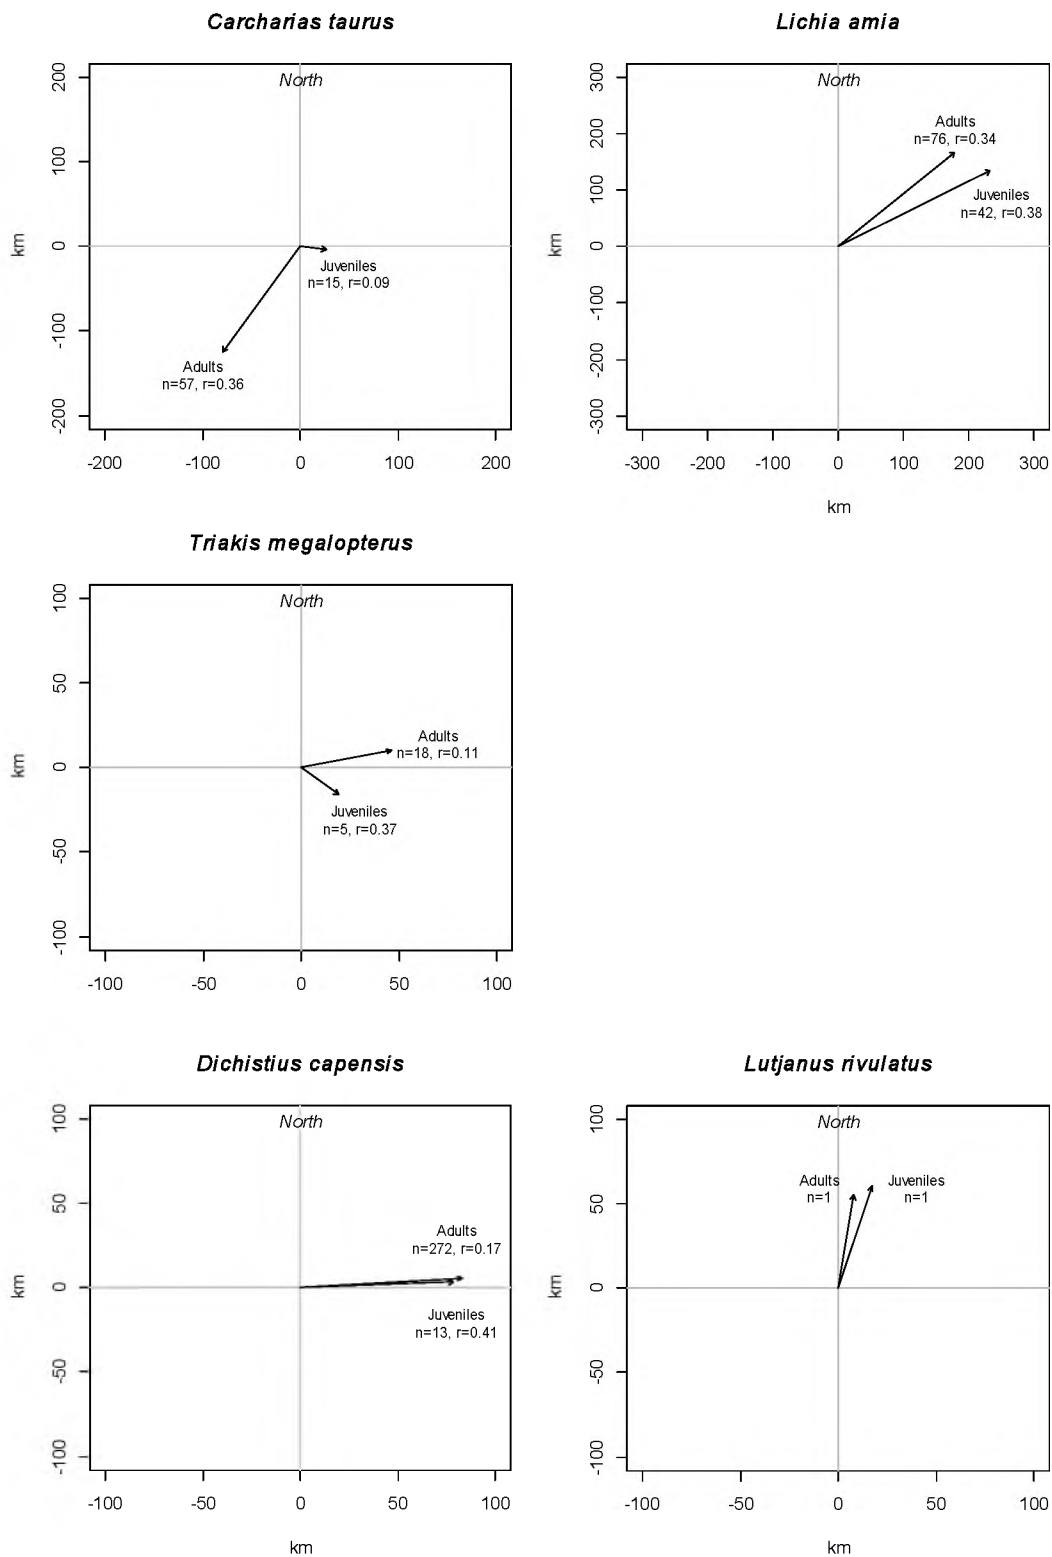 Carcharias taurus
North
200
100
0
-100
-200
km
Juveniles
n=15, r=0.09
Adults
n=57, r=0.36
-200 -100 0 100 200
Lichia amia
North
300
200
100
0
-100
-200
-300
km
Adults
n=76, r=0.34
Juveniles
n=42, r=0.38
-300 -200 -100 0 100 200 300
km
Triakis megalopterus
North
100
50
0
-50
-100
km
Adults
n=18, r=0.11
Juveniles
n=5, r=0.37
-100 -50 0 50 100
Dichistius capensis
North
100
50
0
-50
-100
km
Adults
n=272, r=0.17
Juveniles
n=13, r=0.41
-100 -50 0 50 100
km
Lutjanus rivulatus
North
100
50
0
-50
-100
km
Adults
n=1
Juveniles
n=1
-100 -50 0 50 100
km